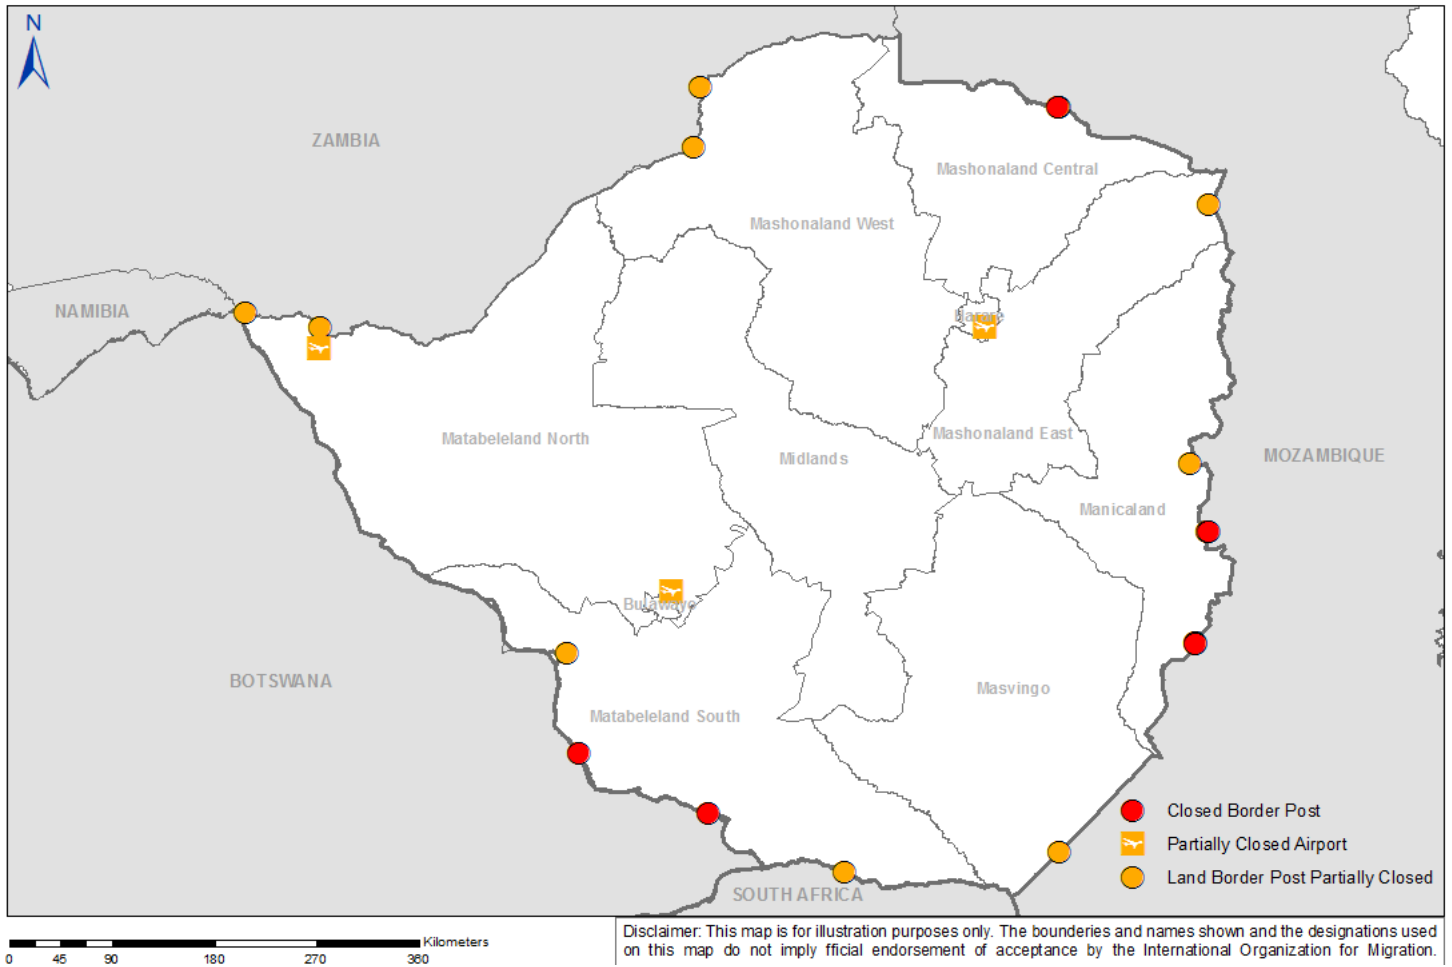 N
ZAMBIA
Mashonaland Central
Mashonaland West
NAMIBIA
Harare
Matabeleland North
Mashonaland East
Midlands
MOZAMBIQUE
Manicaland
Bulawayo
BOTSWANA
Masvingo
Matabeleland South
Closed Border Post
Partially Closed Airport
Land Border Post Partially Closed
SOUTH AFRICA
Kilometers
0 45 90 180 270 360
Disclaimer: This map is for illustration purposes only. The bounderies and names shown and the designations used
on this map do not imply fficial endorsement of acceptance by the International Organization for Migration.